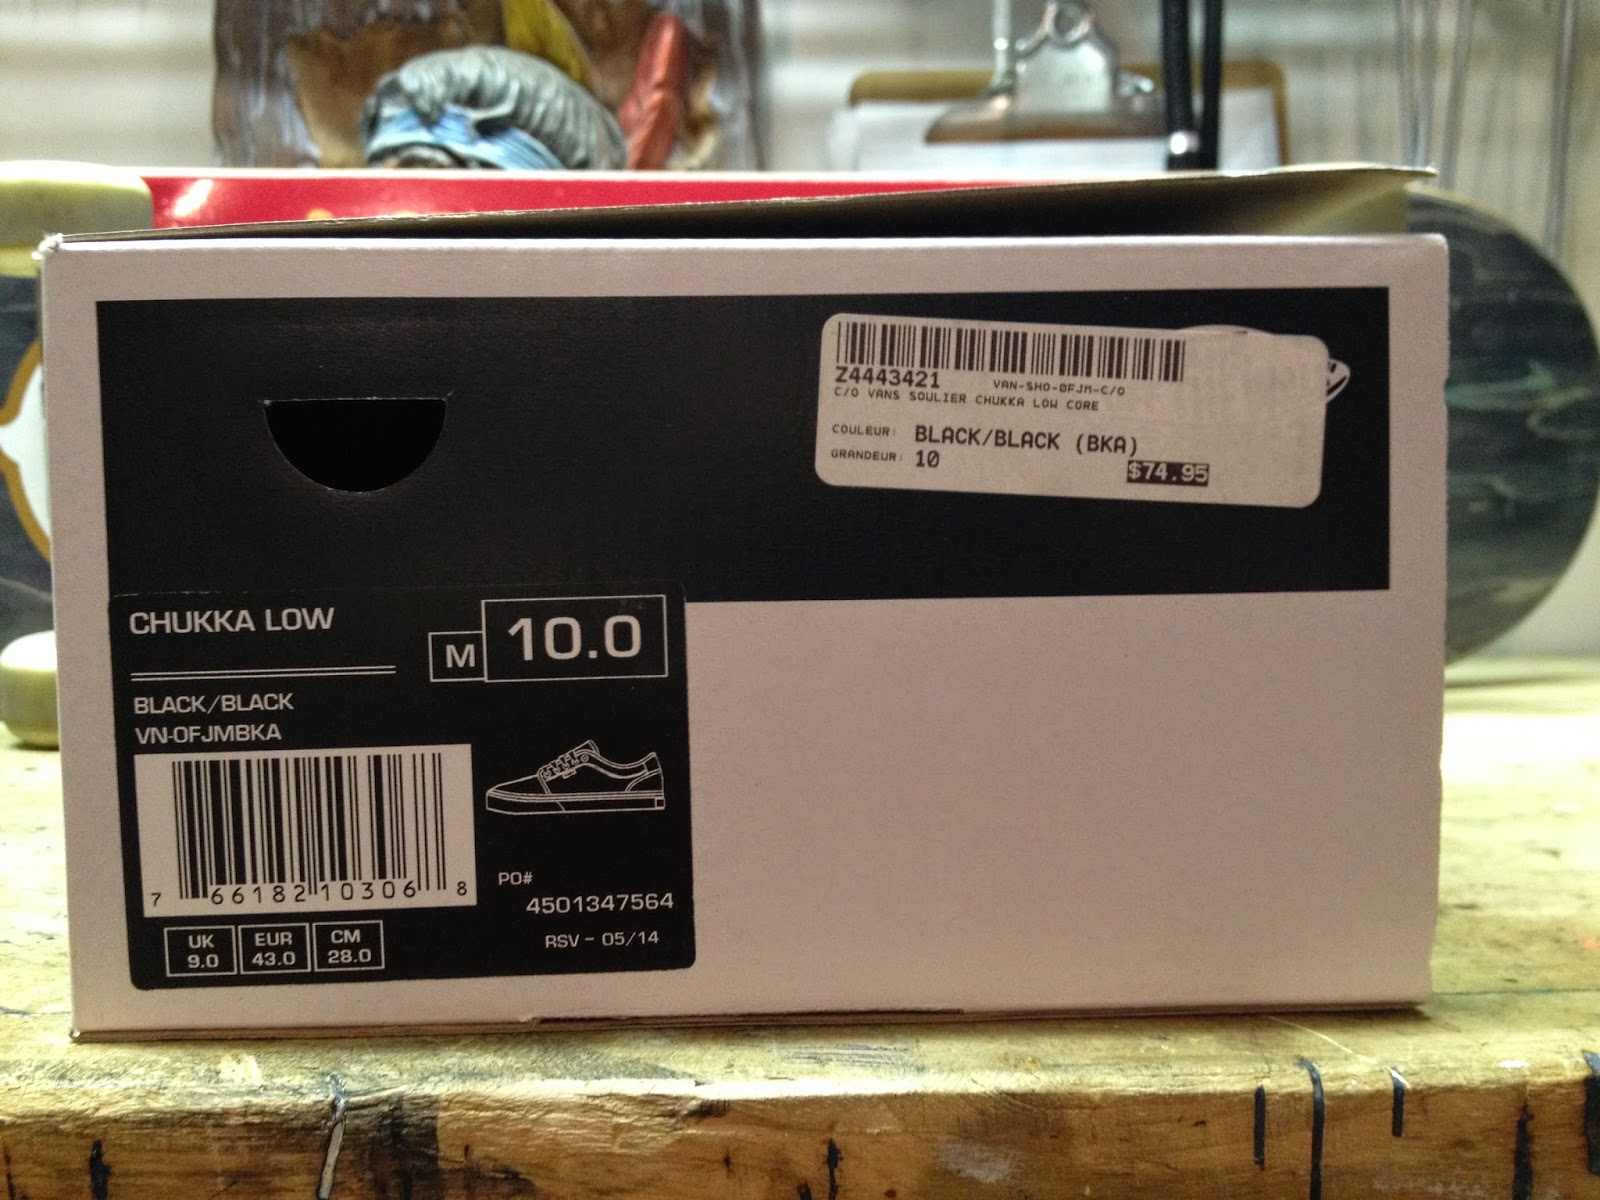 Z4443421 VAN-SHO-0FJM-C/O
C/O VANS SOULIER CHUKKA LOW CORE
COULEUR: BLACK/BLACK (BKA)
GRANDEUR: 10
$74.95
CHUKKA LOW
M 10.0
BLACK/BLACK
VN-0FJMBKA
7 66182 10306 8
PO#
4501347564
RSV - 05/14
UK EUR CM
9.0 43.0 28.0